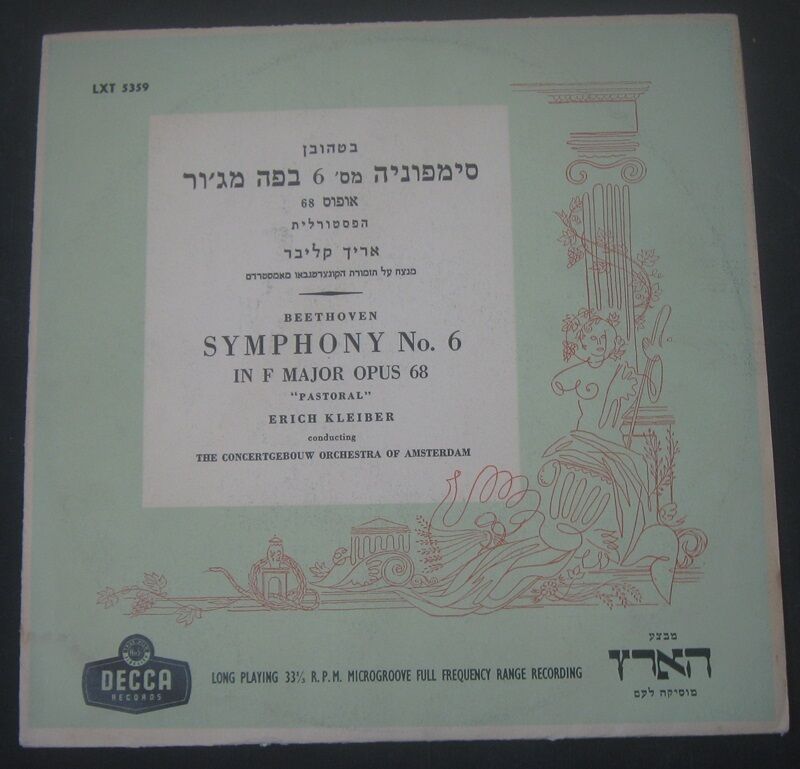 LXT 5359
בטהובן
סימפוניה מס׳ 6 בפה מג׳ור
אופוס 68
הפסטורלית
אריך קליבר
מנצח על תזמורת הקונצרטגבאו מאמסטרדם
BEETHOVEN
SYMPHONY No. 6
IN F MAJOR OPUS 68
"PASTORAL"
ERICH KLEIBER
conducting
THE CONCERTGEBOUW ORCHESTRA OF AMSTERDAM
DECCA
RECORDS
LONG PLAYING 33⅓ R.P.M. MICROGROOVE FULL FREQUENCY RANGE RECORDING
מבצע
הארץ
מוסיקה לעם